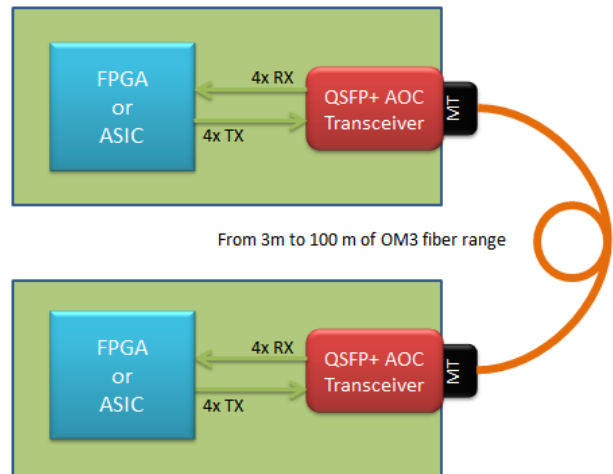 FPGA
or
ASIC
4x RX
4x TX
QSFP+ AOC
Transceiver
MT
From 3m to 100 m of OM3 fiber range
FPGA
or
ASIC
4x RX
4x TX
QSFP+ AOC
Transceiver
MT